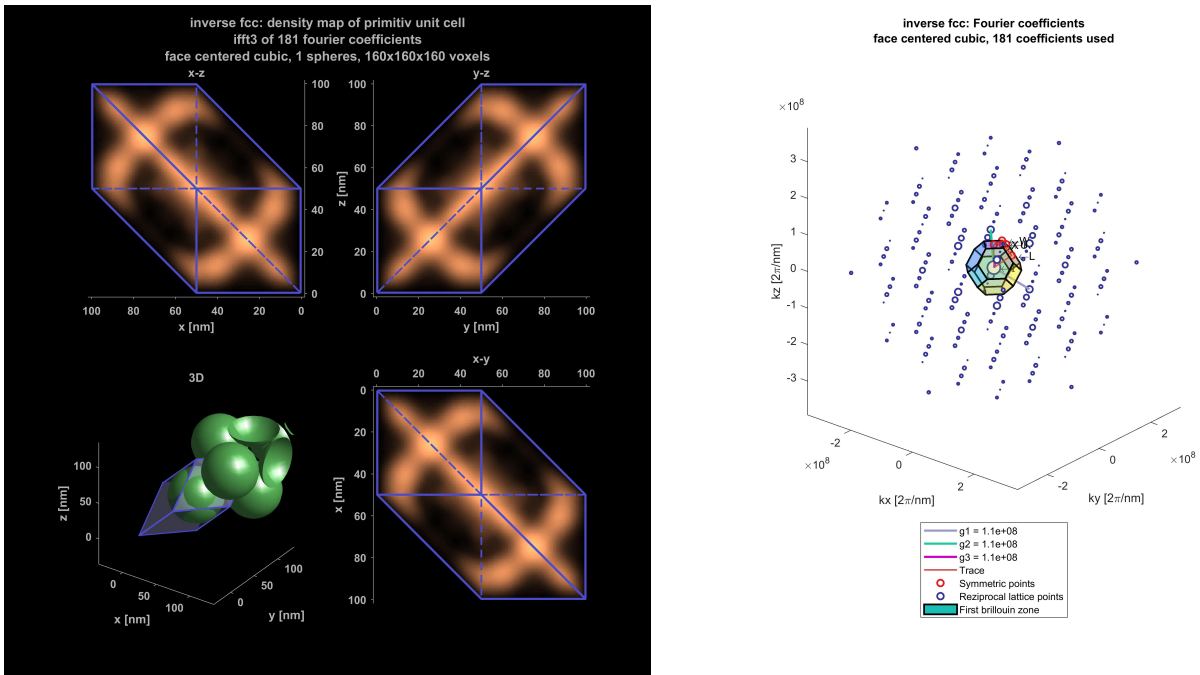 inverse fcc: density map of primitiv unit cell
ifft3 of 181 fourier coefficients
face centered cubic, 1 spheres, 160x160x160 voxels
x-z
100
80
60
40
20
0
100 80 60 40 20 0
x [nm]
y-z
100
80
60
40
20
0
z [nm]
0 20 40 60 80 100
y [nm]
3D
100
50
0
z [nm]
0
50
100
x [nm]
0
50
100
y [nm]
x-y
0 20 40 60 80 100
0
20
40
60
80
100
x [nm]
inverse fcc: Fourier coefficients
face centered cubic, 181 coefficients used
×10⁸
3
2
1
0
-1
-2
-3
kz [2π/nm]
-2
0
2
×10⁸
kx [2π/nm]
-2
0
2
×10⁸
ky [2π/nm]
L
g1 = 1.1e+08
g2 = 1.1e+08
g3 = 1.1e+08
Trace
Symmetric points
Reziprocal lattice points
First brillouin zone